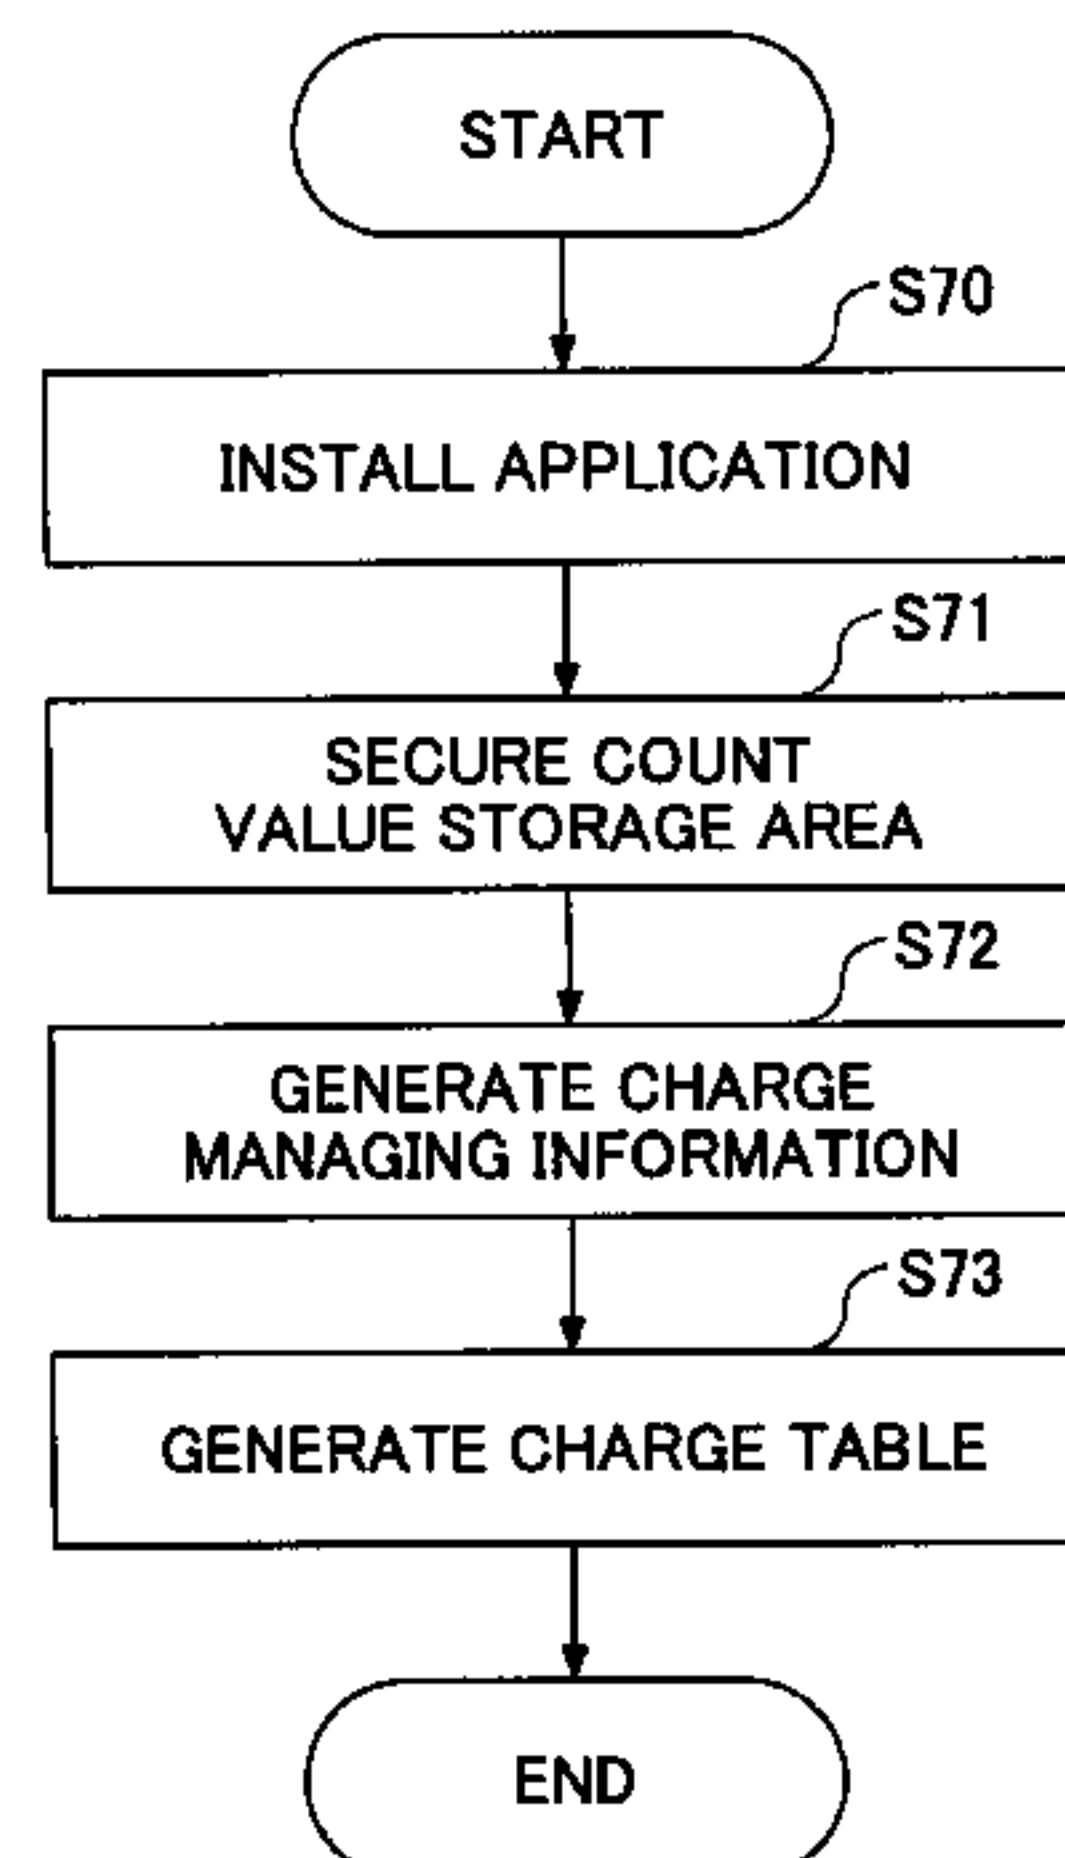 START
S70
INSTALL APPLICATION
S71
SECURE COUNT
VALUE STORAGE AREA
S72
GENERATE CHARGE
MANAGING INFORMATION
S73
GENERATE CHARGE TABLE
END